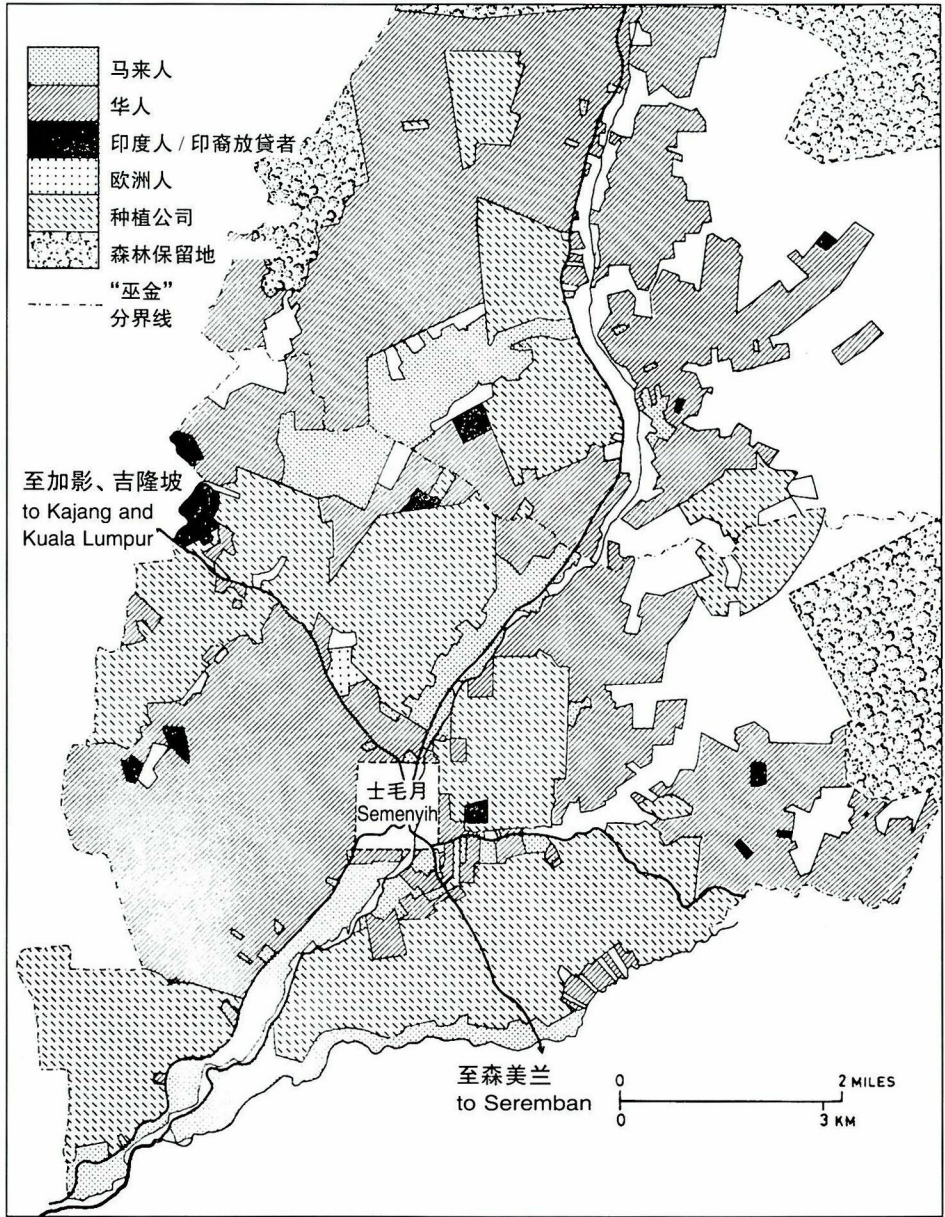 马来人
华人
印度人 / 印裔放贷者
欧洲人
种植公司
森林保留地
“巫金”
分界线
至加影、吉隆坡
to Kajang and
Kuala Lumpur
士毛月
Semenyih
至森美兰
to Seremban
0 2 MILES
0 3 KM